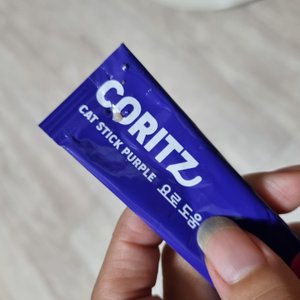 CORITZ
CAT STICK PURPLE 요로 도움